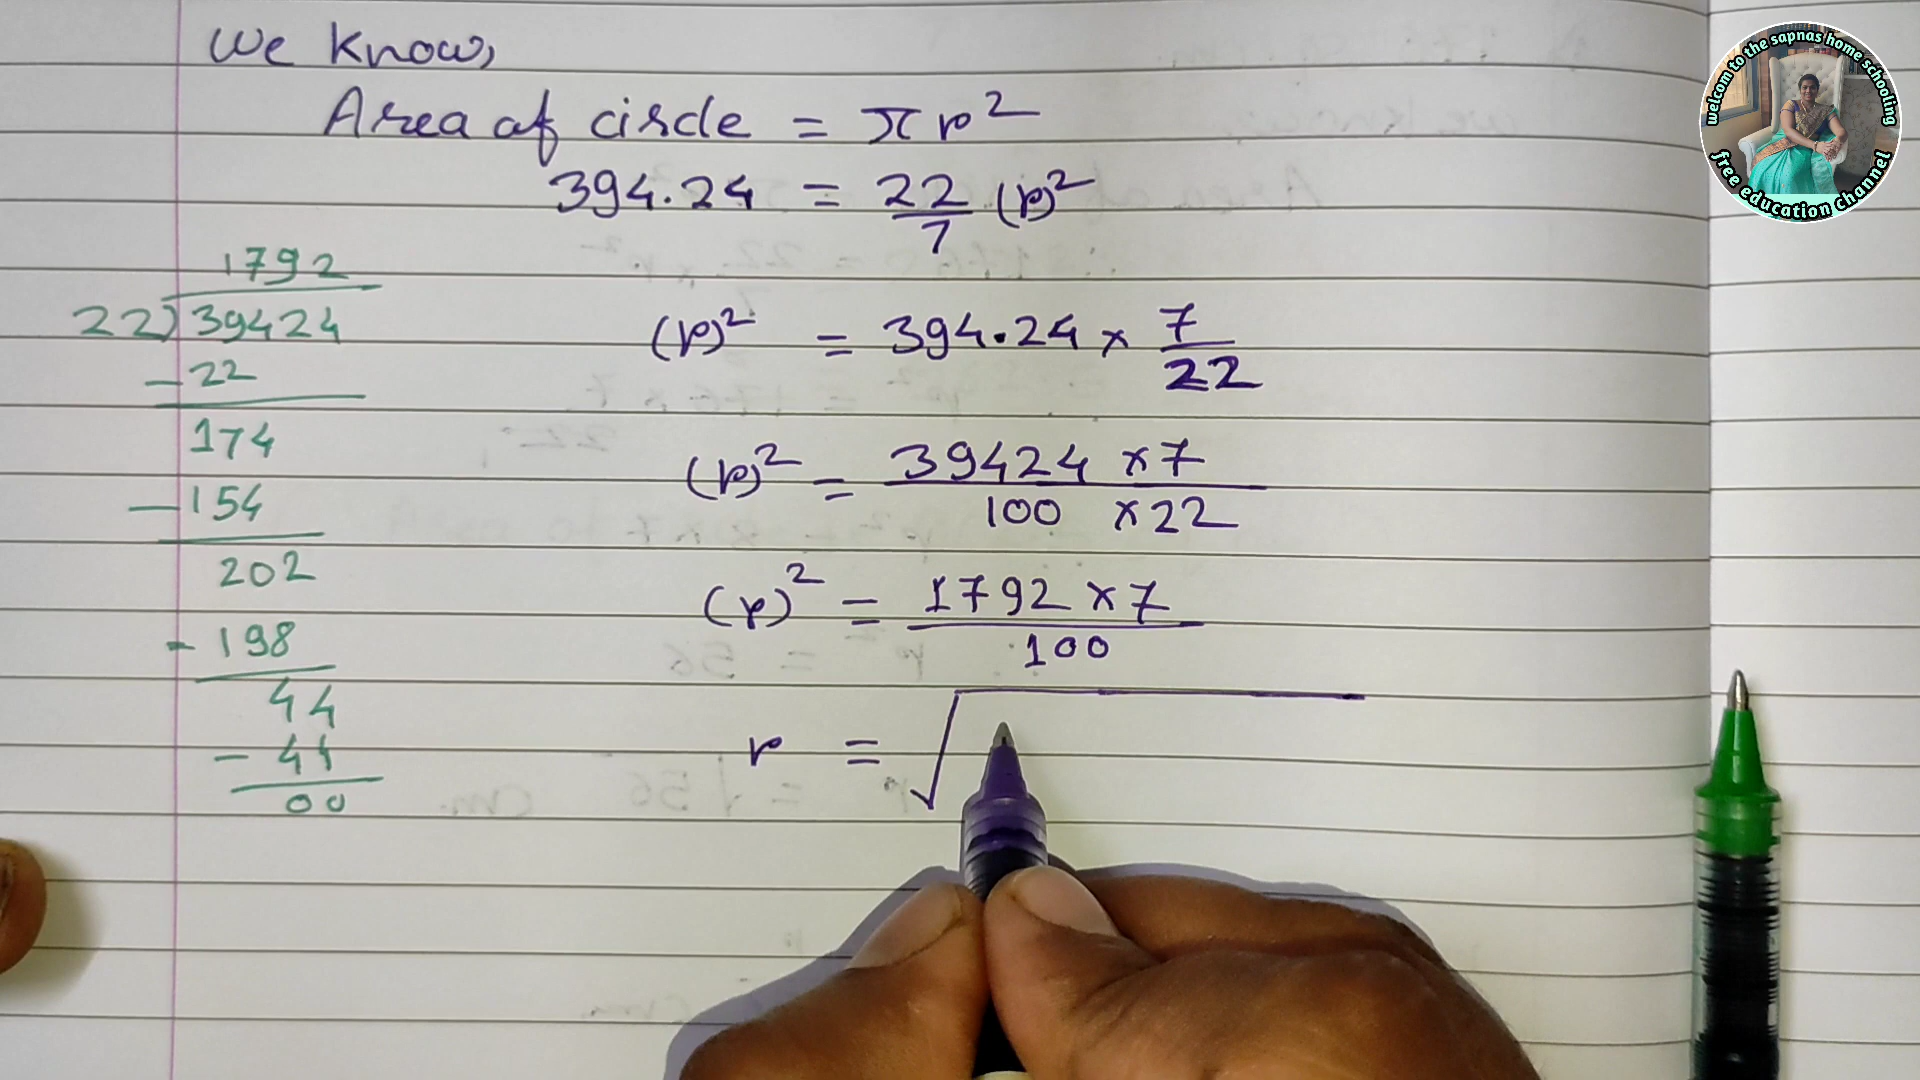 We know,
Area of circle = πr²
394.24 = 22/7 (r)²
(r)² = 394.24 × 7/22
(r)² = 39424 × 7 / 100 × 22
(r)² = 1792 × 7 / 100
r = √
1792
22)39424
-22
174
-154
202
-198
44
-44
00
welcom to the sapnas home schooling
free education channel